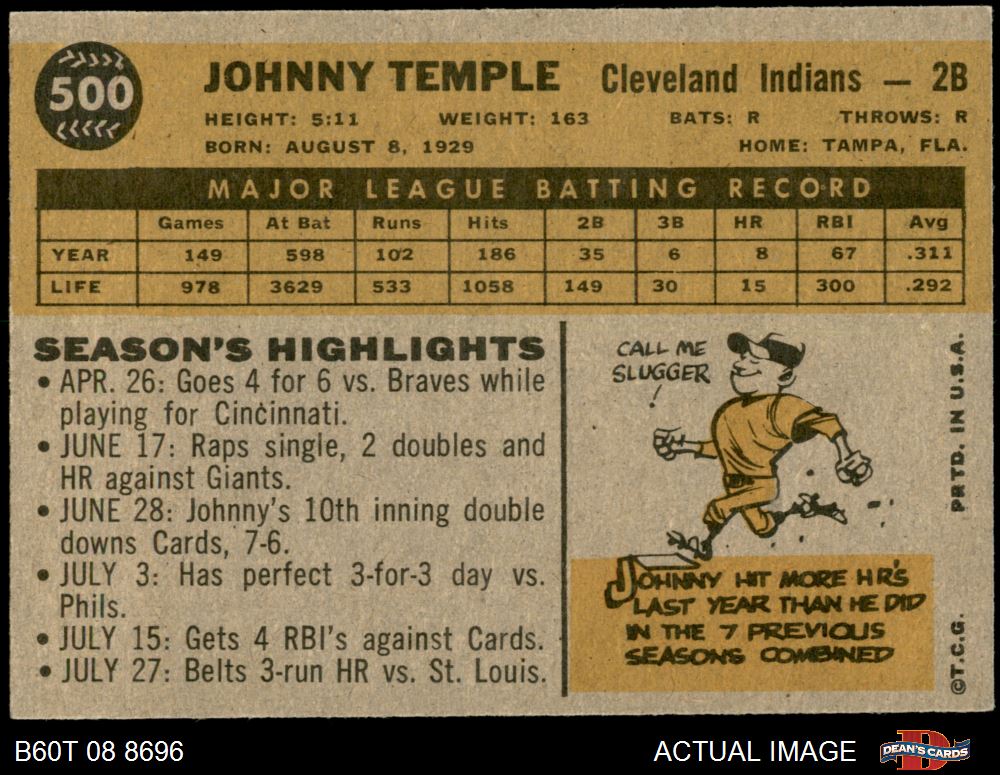 500
JOHNNY TEMPLE Cleveland Indians — 2B
HEIGHT: 5:11 WEIGHT: 163 BATS: R THROWS: R
BORN: AUGUST 8, 1929 HOME: TAMPA, FLA.
MAJOR LEAGUE BATTING RECORD
Games At Bat Runs Hits 2B 3B HR RBI Avg
YEAR 149 598 102 186 35 6 8 67 .311
LIFE 978 3629 533 1058 149 30 15 300 .292
SEASON'S HIGHLIGHTS
• APR. 26: Goes 4 for 6 vs. Braves while
playing for Cincinnati.
• JUNE 17: Raps single, 2 doubles and
HR against Giants.
• JUNE 28: Johnny's 10th inning double
downs Cards, 7-6.
• JULY 3: Has perfect 3-for-3 day vs.
Phils.
• JULY 15: Gets 4 RBI's against Cards.
• JULY 27: Belts 3-run HR vs. St. Louis.
CALL ME
SLUGGER
!
JOHNNY HIT MORE HR'S
LAST YEAR THAN HE DID
IN THE 7 PREVIOUS
SEASONS COMBINED
©T.C.G. PRTD. IN U.S.A.
B60T 08 8696 ACTUAL IMAGE
DEAN'S CARDS